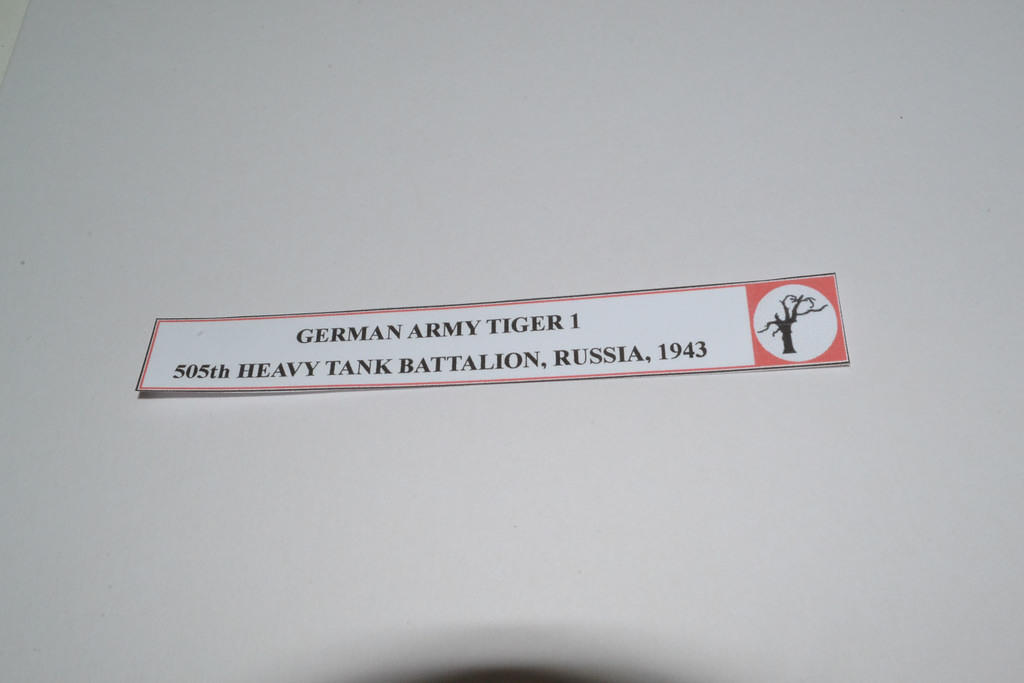 GERMAN ARMY TIGER 1
505th HEAVY TANK BATTALION, RUSSIA, 1943